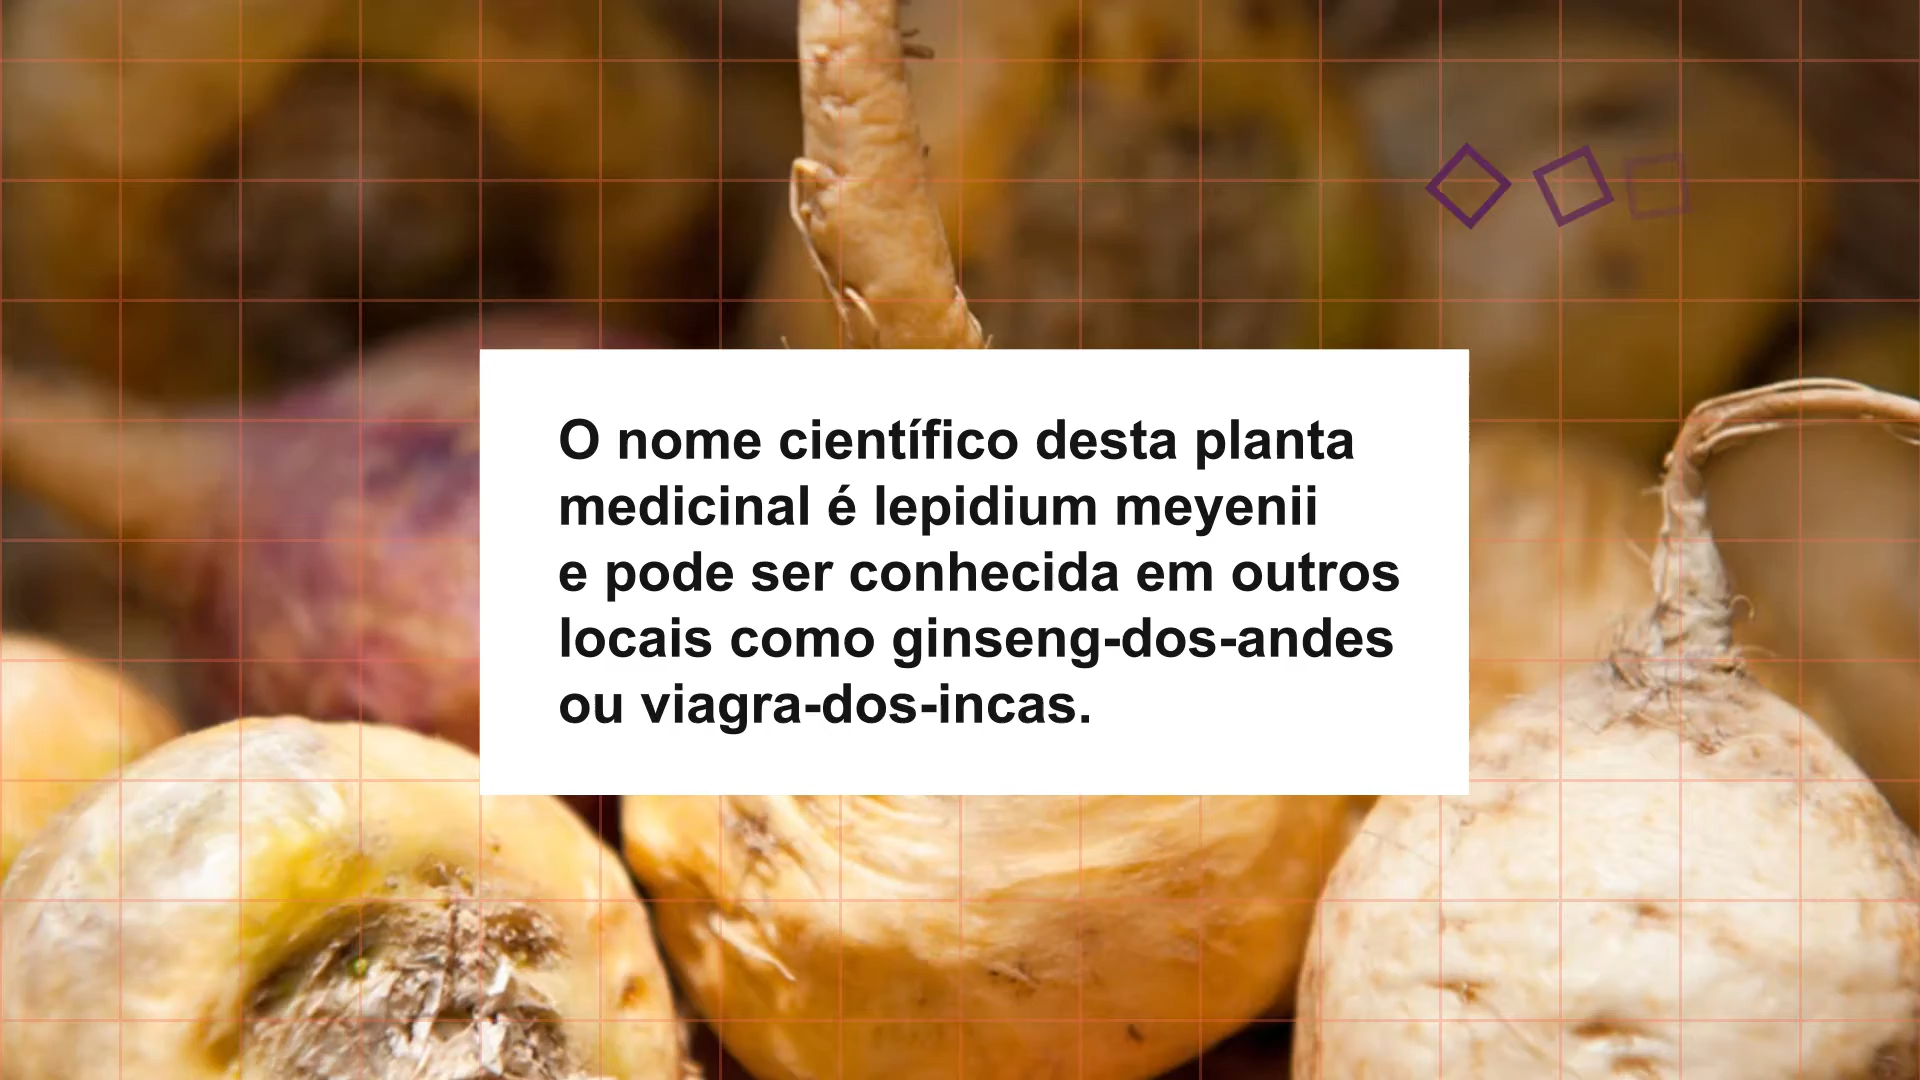 O nome científico desta planta
medicinal é lepidium meyenii
e pode ser conhecida em outros
locais como ginseng-dos-andes
ou viagra-dos-incas.